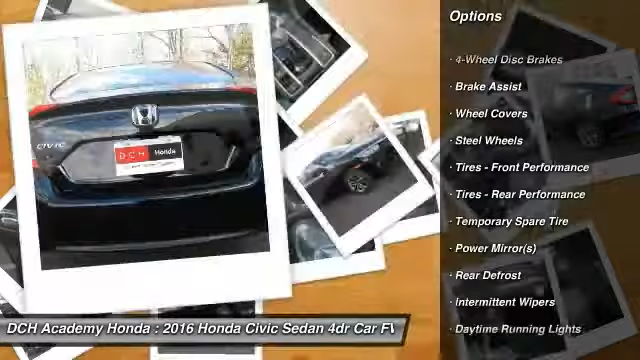 Options
· 4-Wheel Disc Brakes
· Brake Assist
· Wheel Covers
· Steel Wheels
· Tires - Front Performance
· Tires - Rear Performance
· Temporary Spare Tire
· Power Mirror(s)
· Rear Defrost
· Intermittent Wipers
· Daytime Running Lights
CIVIC
DCH Honda
DCH Academy Honda : 2016 Honda Civic Sedan 4dr Car F